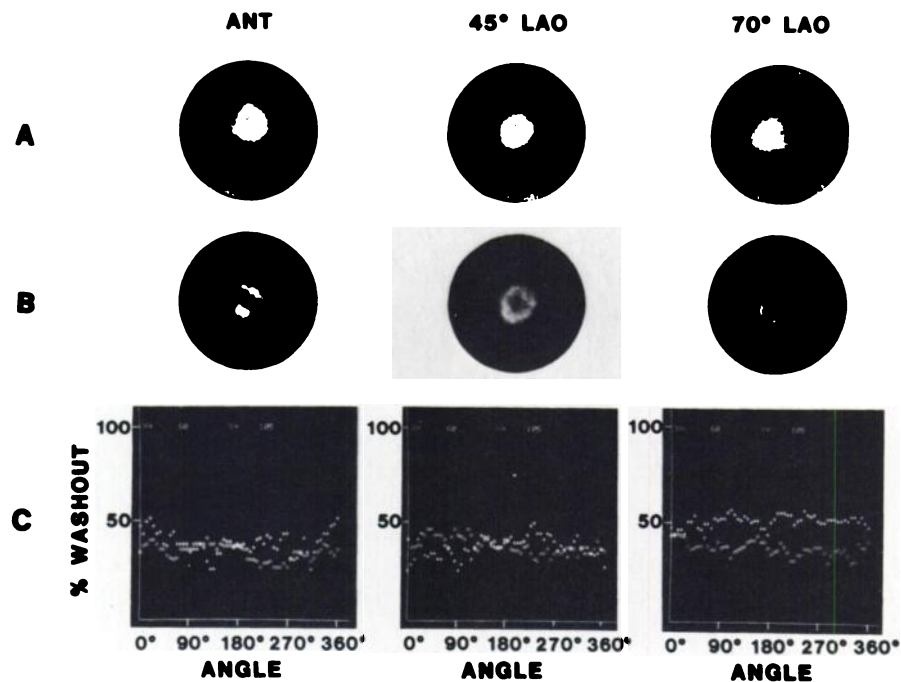 ANT 45° LAO 70° LAO
A
B
C
% WASHOUT
100 100 100
50 50 50
0° 90° 180° 270° 360° 0° 90° 180° 270° 360° 0° 90° 180° 270° 360°
ANGLE ANGLE ANGLE